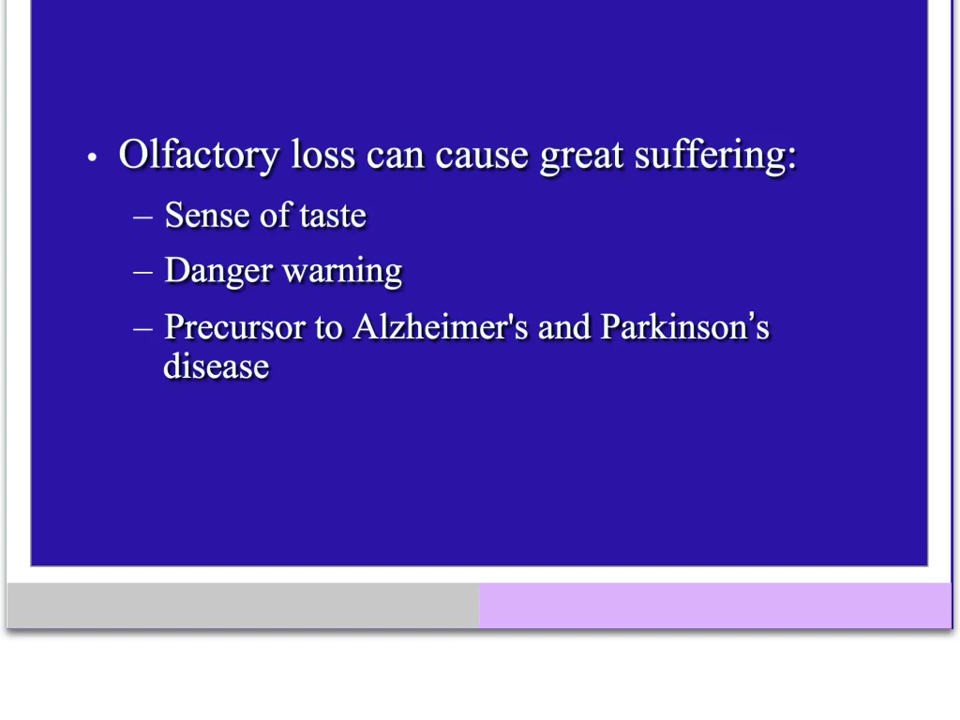 • Olfactory loss can cause great suffering:
– Sense of taste
– Danger warning
– Precursor to Alzheimer's and Parkinson’s
disease